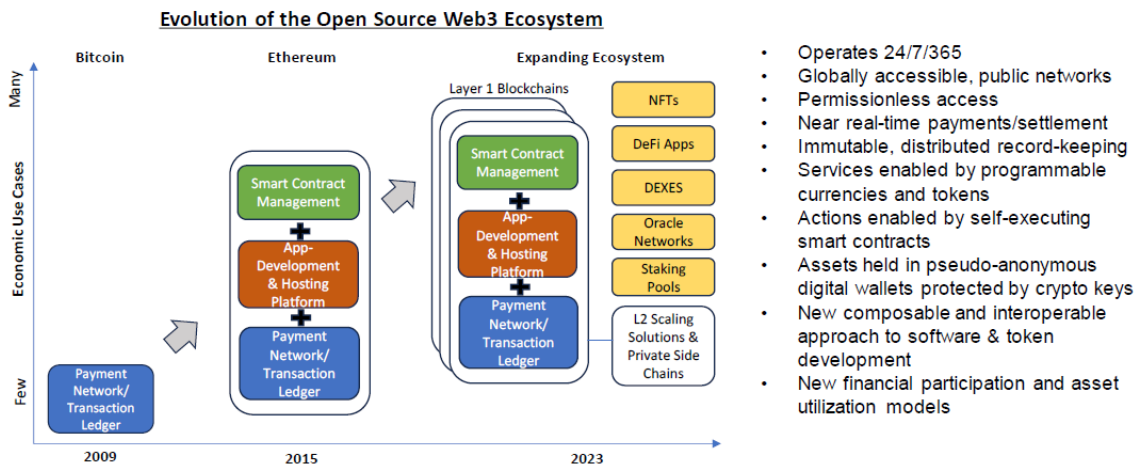 Evolution of the Open Source Web3 Ecosystem
Bitcoin
Ethereum
Expanding Ecosystem
Economic Use Cases
Many
Few
Payment
Network/
Transaction
Ledger
Smart Contract
Management
App-
Development
& Hosting
Platform
Payment
Network/
Transaction
Ledger
Layer 1 Blockchains
Smart Contract
Management
App-
Development
& Hosting
Platform
Payment
Network/
Transaction
Ledger
NFTs
DeFi Apps
DEXES
Oracle
Networks
Staking
Pools
L2 Scaling
Solutions &
Private Side
Chains
2009
2015
2023
• Operates 24/7/365
• Globally accessible, public networks
• Permissionless access
• Near real-time payments/settlement
• Immutable, distributed record-keeping
• Services enabled by programmable
currencies and tokens
• Actions enabled by self-executing
smart contracts
• Assets held in pseudo-anonymous
digital wallets protected by crypto keys
• New composable and interoperable
approach to software & token
development
• New financial participation and asset
utilization models